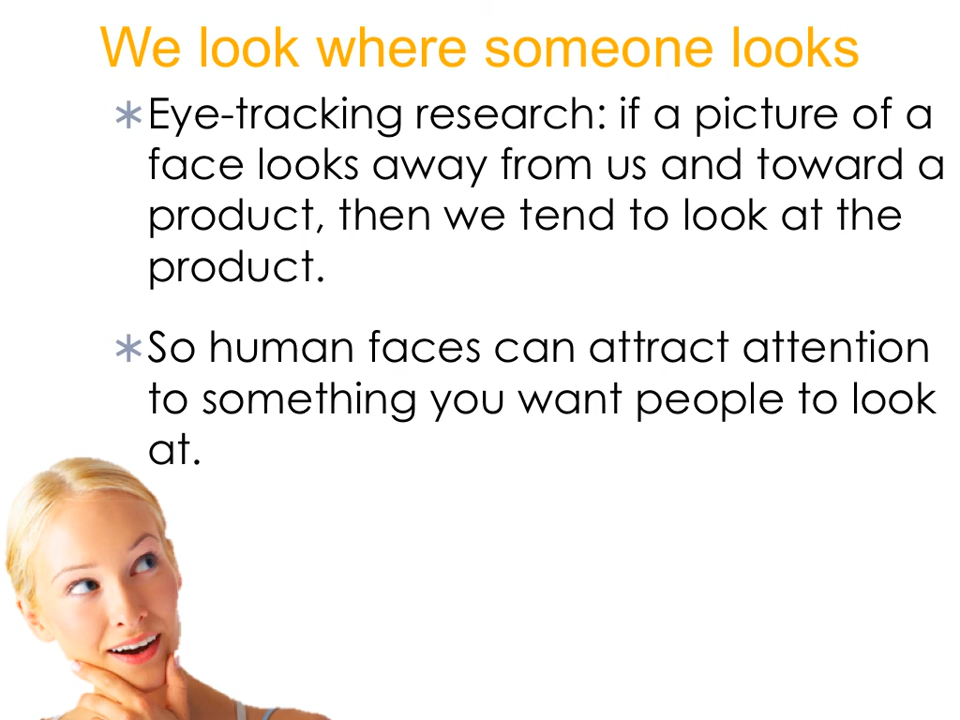 We look where someone looks
Eye-tracking research: if a picture of a
face looks away from us and toward a
product, then we tend to look at the
product.
So human faces can attract attention
to something you want people to look
at.